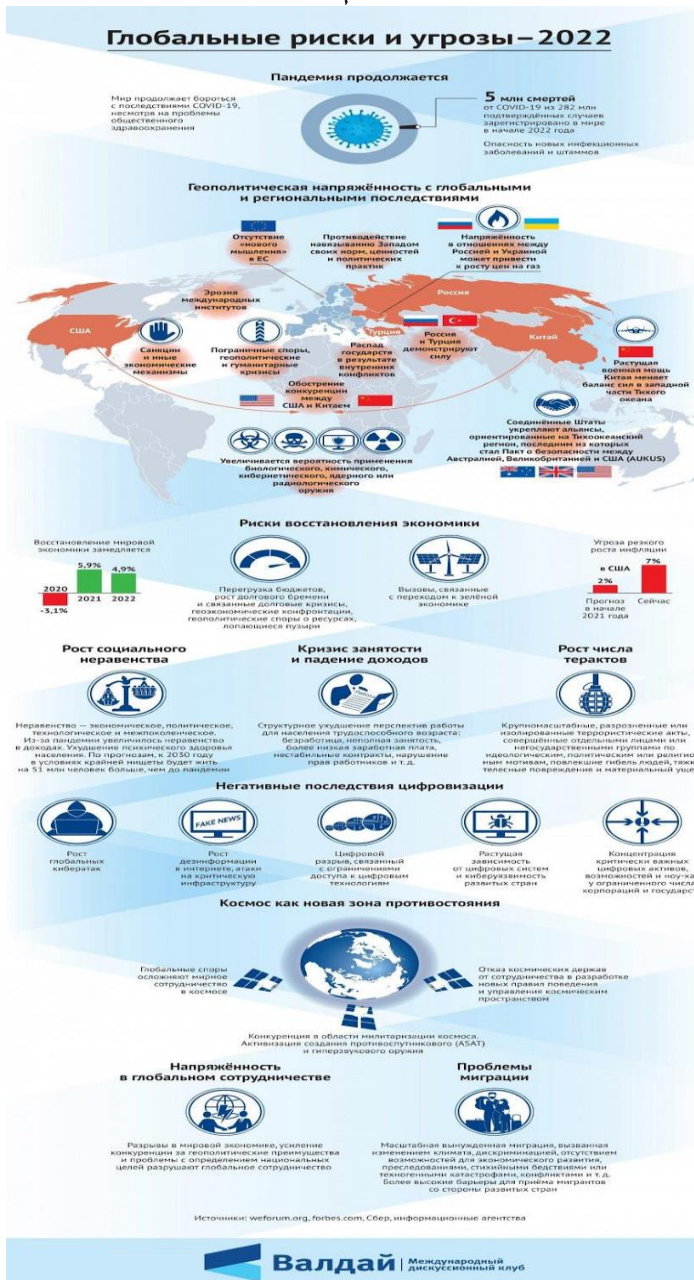 Глобальные риски и угрозы–2022
Пандемия продолжается
Мир продолжает бороться
с последствиями COVID-19,
несмотря на проблемы
общественного
здравоохранения
5 млн смертей
от COVID-19 из 282 млн
подтверждённых случаев
зарегистрировано в мире
в начале 2022 года
Опасность новых инфекционных
заболеваний и штаммов
Геополитическая напряжённость с глобальными
и региональными последствиями
Отсутствие
«нового
мышления»
в ЕС
Противодействие
навязыванию Западом
своих норм, ценностей
и политических
практик
Напряжённость
в отношениях между
Россией и Украиной
может привести
к росту цен на газ
Эрозия
международных
институтов
Россия
США
Турция
Китай
Санкции
и иные
экономические
механизмы
Пограничные споры,
геополитические
и гуманитарные
кризисы
Распад
государств
в результате
внутренних
конфликтов
Россия
и Турция
демонстрируют
силу
Растущая
военная мощь
Китая меняет
баланс сил в западной
части Тихого
океана
Обострение
конкуренции
между
США и Китаем
Соединённые Штаты
укрепляют альянсы,
ориентированные на Тихоокеанский
регион, последним из которых
стал Пакт о безопасности между
Австралией, Великобританией и США (AUKUS)
Увеличивается вероятность применения
биологического, химического,
кибернетического, ядерного или
радиологического
оружия
Риски восстановления экономики
Восстановление мировой
экономики замедляется
2020
-3,1%
5,9%
2021
4,9%
2022
Перегрузка бюджетов,
рост долгового бремени
и связанные долговые кризисы,
геоэкономические конфронтации,
геополитические споры о ресурсах,
лопающиеся пузыри
Вызовы, связанные
с переходом к зелёной
экономике
Угроза резкого
роста инфляции
в США
2%
Прогноз
в начале
2021 года
7%
Сейчас
Рост социального
неравенства
Неравенство — экономическое, политическое,
технологическое и межпоколенческое.
Из-за пандемии увеличилось неравенство
в доходах. Ухудшение психического здоровья
населения. По прогнозам, к 2030 году
в условиях крайней нищеты будет жить
на 51 млн человек больше, чем до пандемии
Кризис занятости
и падение доходов
Структурное ухудшение перспектив работы
для населения трудоспособного возраста:
безработица, неполная занятость,
более низкая заработная плата,
нестабильные контракты, нарушение
прав работников и т. д.
Рост числа
терактов
Крупномасштабные, разрозненные или
изолированные террористические акты,
совершённые отдельными лицами или
негосударственными группами по
идеологическим, политическим или религио
ным мотивам, повлекшие гибель людей, тяжк
телесные повреждения и материальный уще
Негативные последствия цифровизации
FAKE NEWS
Рост
глобальных
кибератак
Рост
дезинформации
в интернете, атаки
на критическую
инфраструктуру
Цифровой
разрыв, связанный
с ограничениями
доступа к цифровым
технологиям
Растущая
зависимость
от цифровых систем
и киберуязвимость
развитых стран
Концентрация
критически важных
цифровых активов,
возможностей и ноу-ха
у ограниченного числа
корпораций и государст
Космос как новая зона противостояния
Глобальные споры
осложняют мирное
сотрудничество
в космосе
Отказ космических держав
от сотрудничества в разработке
новых правил поведения
и управления космическим
пространством
Конкуренция в области милитаризации космоса.
Активизация создания противоспутникового (ASAT)
и гиперзвукового оружия
Напряжённость
в глобальном сотрудничестве
Разрывы в мировой экономике, усиление
конкуренции за геополитические преимущества
и проблемы с определением национальных
целей разрушают глобальное сотрудничество
Проблемы
миграции
Масштабная вынужденная миграция, вызванная
изменением климата, дискриминацией, отсутствием
возможностей для экономического развития,
преследованиями, стихийными бедствиями или
техногенными катастрофами, конфликтами и т. д.
Более высокие барьеры для приёма мигрантов
со стороны развитых стран
Источники: weforum.org, forbes.com, Сбер, информационные агентства
Валдай
Международный
дискуссионный клуб